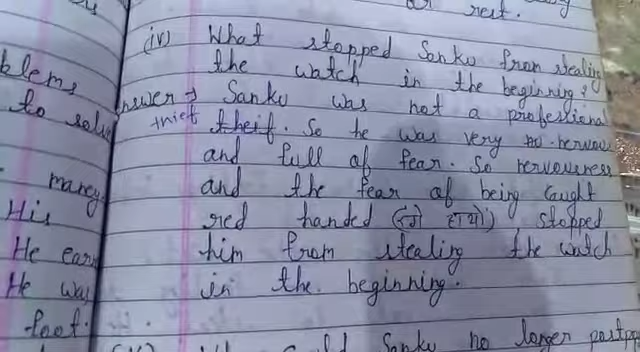 or rest.
(iv) What stopped Sanku from stealing
the watch in the beginning?
Answer → Sanku was not a professional
thief theif. So he was very nervous
and full of fear. So nervousness
and the fear of being caught
red handed (रंगे हाथों) stopped
him from stealing the watch
in the beginning.
Sanku no longer
blems
to solve
money
His
He earn
He was
foot.